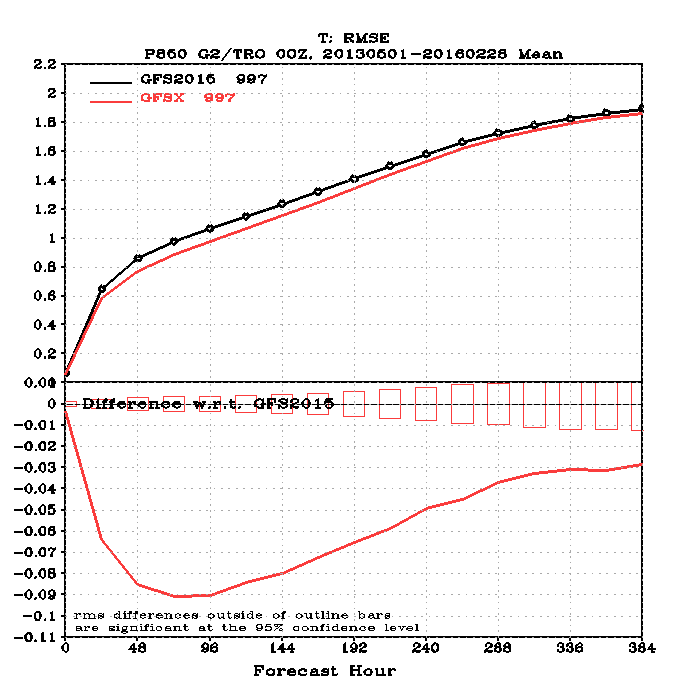 T: RMSE
P850 G2/TRO 00Z, 20130601-20160228 Mean
GFS2016 997
GFSX 997
2.2
2
1.8
1.6
1.4
1.2
1
0.8
0.6
0.4
0.2
0.01
Difference w.r.t. GFS2016
0
-0.01
-0.02
-0.03
-0.04
-0.05
-0.06
-0.07
-0.08
-0.09
-0.1
-0.11
rms differences outside of outline bars
are significant at the 95% confidence level
0 48 96 144 192 240 288 336 384
Forecast Hour